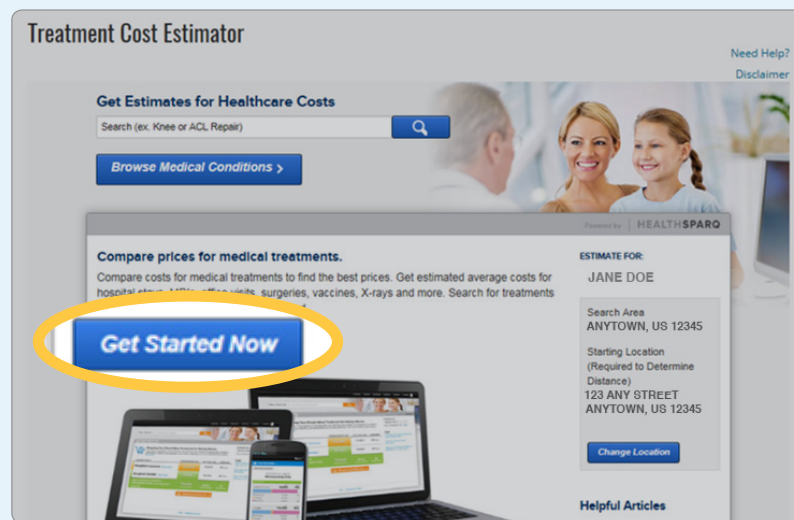 Treatment Cost Estimator
Need Help?
Disclaimer
Get Estimates for Healthcare Costs
Search (ex. Knee or ACL Repair)
Browse Medical Conditions >
Powered by | HEALTHSPARQ
Compare prices for medical treatments.
Compare costs for medical treatments to find the best prices. Get estimated average costs for
hospital stays, MRIs, office visits, surgeries, vaccines, X-rays and more. Search for treatments
Get Started Now
ESTIMATE FOR:
JANE DOE
Search Area
ANYTOWN, US 12345
Starting Location
(Required to Determine
Distance)
123 ANY STREET
ANYTOWN, US 12345
Change Location
Helpful Articles